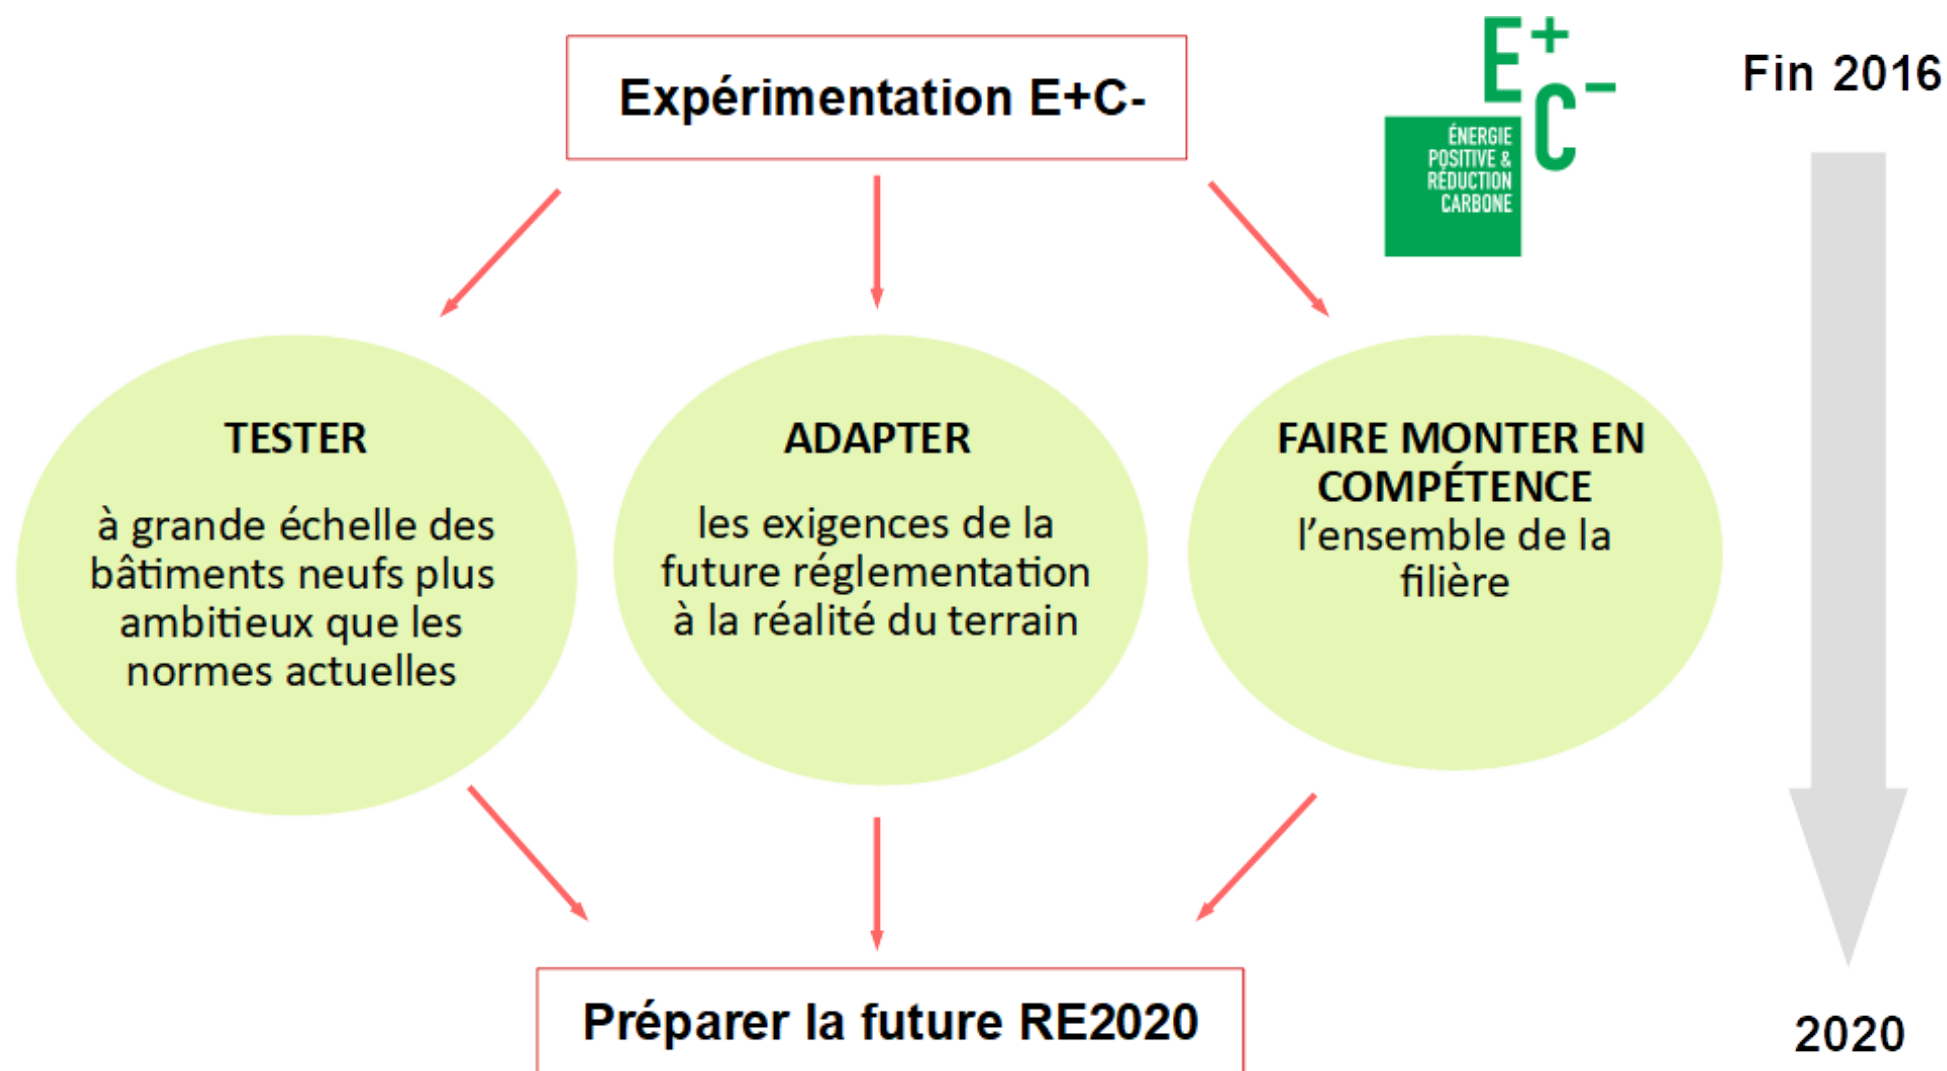 Expérimentation E+C-
E+
C-
ÉNERGIE
POSITIVE &
RÉDUCTION
CARBONE
Fin 2016
TESTER
à grande échelle des
bâtiments neufs plus
ambitieux que les
normes actuelles
ADAPTER
les exigences de la
future réglementation
à la réalité du terrain
FAIRE MONTER EN
COMPÉTENCE
l’ensemble de la
filière
Préparer la future RE2020
2020